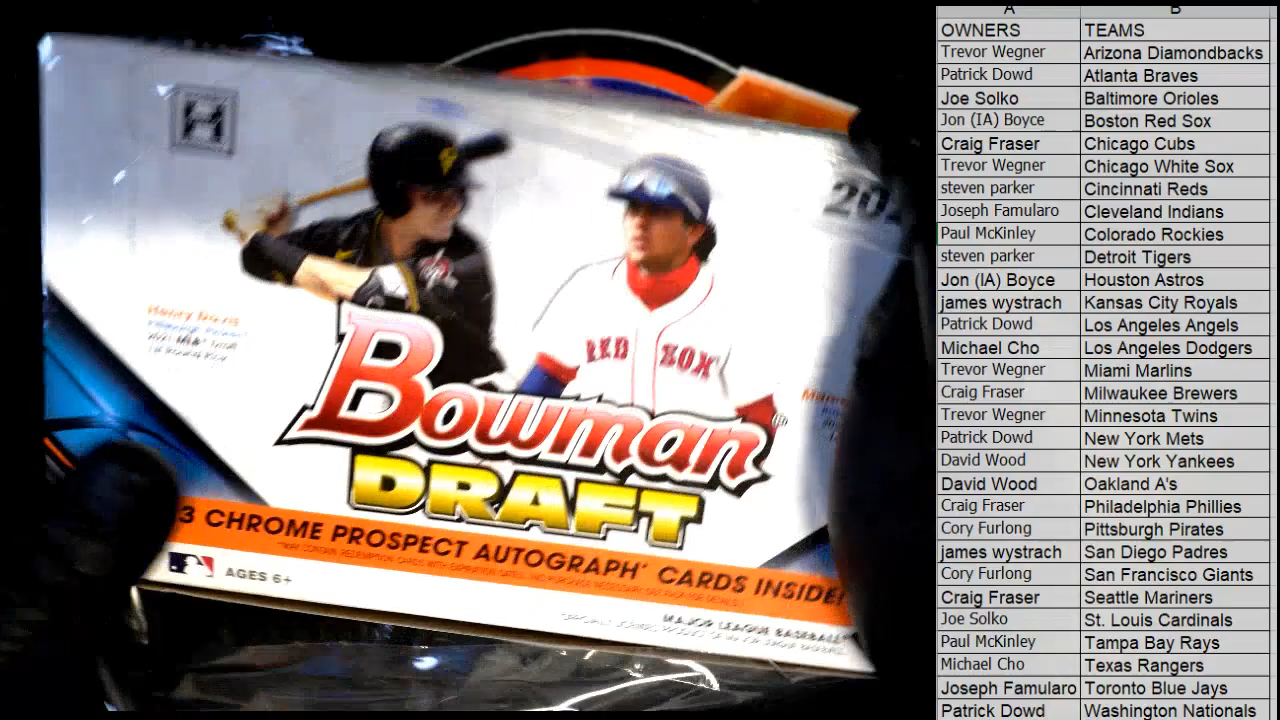 H
20
Henry Davis
RED SOX
Bowman
DRAFT
3 CHROME PROSPECT AUTOGRAPH* CARDS INSIDE!
AGES 6+
MAJOR LEAGUE BASEBALL
A B
OWNERS TEAMS
Trevor Wegner Arizona Diamondbacks
Patrick Dowd Atlanta Braves
Joe Solko Baltimore Orioles
Jon (IA) Boyce Boston Red Sox
Craig Fraser Chicago Cubs
Trevor Wegner Chicago White Sox
steven parker Cincinnati Reds
Joseph Famularo Cleveland Indians
Paul McKinley Colorado Rockies
steven parker Detroit Tigers
Jon (IA) Boyce Houston Astros
james wystrach Kansas City Royals
Patrick Dowd Los Angeles Angels
Michael Cho Los Angeles Dodgers
Trevor Wegner Miami Marlins
Craig Fraser Milwaukee Brewers
Trevor Wegner Minnesota Twins
Patrick Dowd New York Mets
David Wood New York Yankees
David Wood Oakland A's
Craig Fraser Philadelphia Phillies
Cory Furlong Pittsburgh Pirates
james wystrach San Diego Padres
Cory Furlong San Francisco Giants
Craig Fraser Seattle Mariners
Joe Solko St. Louis Cardinals
Paul McKinley Tampa Bay Rays
Michael Cho Texas Rangers
Joseph Famularo Toronto Blue Jays
Patrick Dowd Washington Nationals